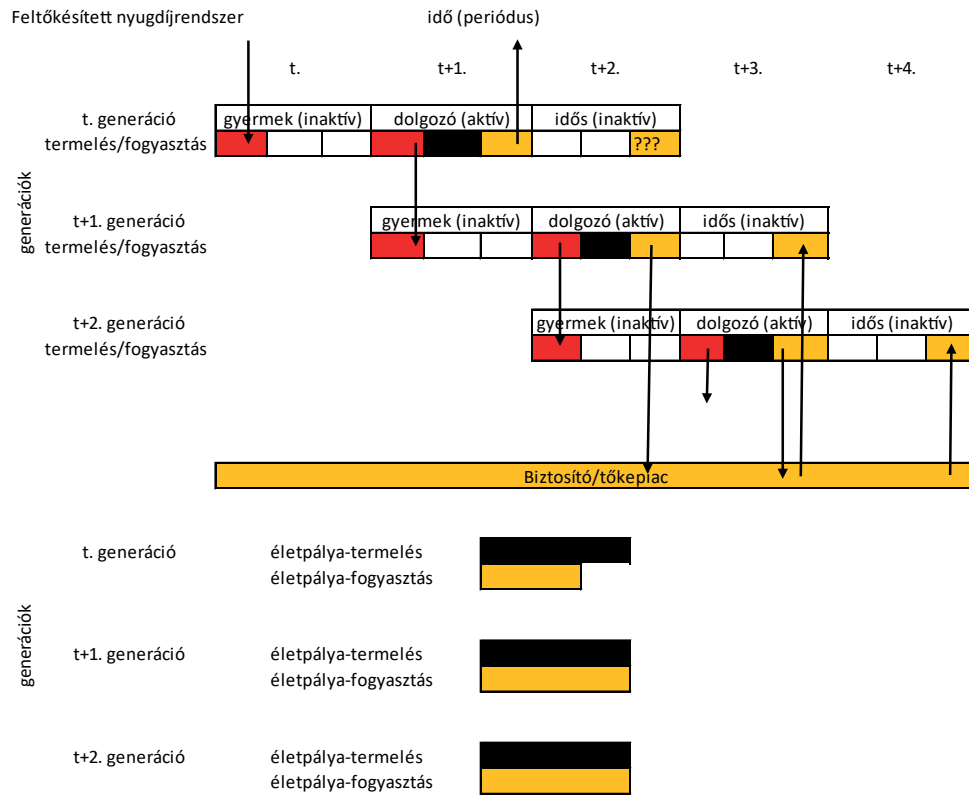 Feltőkésített nyugdíjrendszer idő (periódus)
t. t+1. t+2. t+3. t+4.
t. generáció gyermek (inaktív) dolgozó (aktív) idős (inaktív)
termelés/fogyasztás ???
generációk
t+1. generáció gyermek (inaktív) dolgozó (aktív) idős (inaktív)
termelés/fogyasztás
t+2. generáció gyermek (inaktív) dolgozó (aktív) idős (inaktív)
termelés/fogyasztás
Biztosító/tőkepiac
t. generáció életpálya-termelés
életpálya-fogyasztás
generációk
t+1. generáció életpálya-termelés
életpálya-fogyasztás
t+2. generáció életpálya-termelés
életpálya-fogyasztás